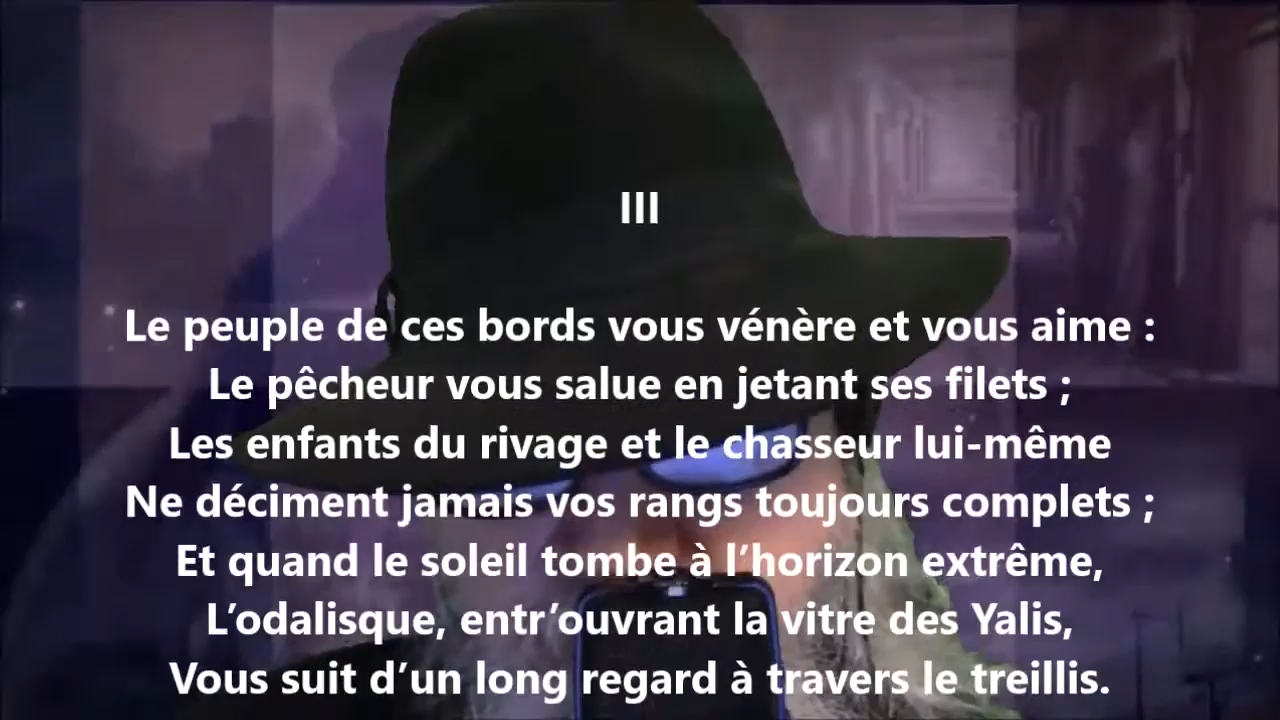 III
Le peuple de ces bords vous vénère et vous aime :
Le pêcheur vous salue en jetant ses filets ;
Les enfants du rivage et le chasseur lui-même
Ne déciment jamais vos rangs toujours complets ;
Et quand le soleil tombe à l’horizon extrême,
L’odalisque, entr’ouvrant la vitre des Yalis,
Vous suit d’un long regard à travers le treillis.